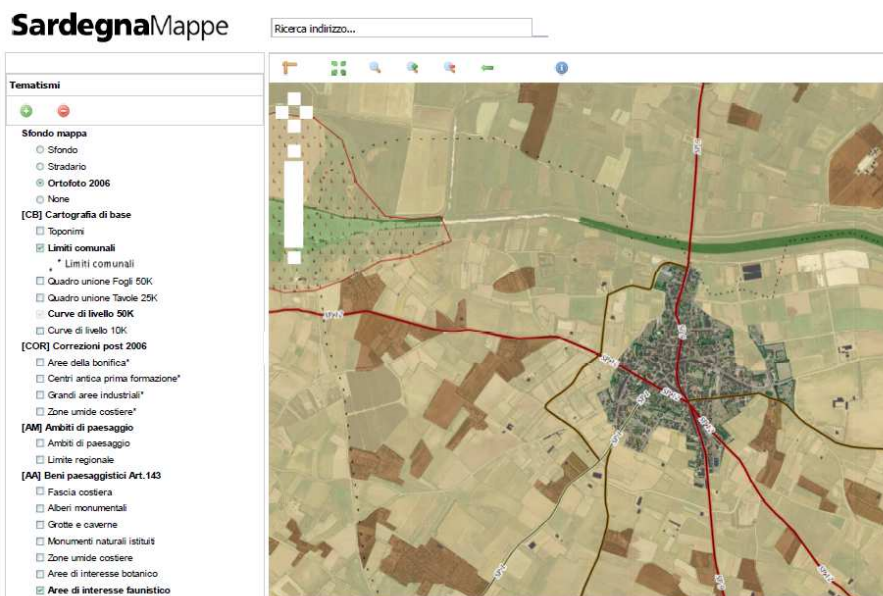 SardegnaMappe
Ricerca indirizzo...
Tematismi
Sfondo mappa
Sfondo
Stradario
Ortofoto 2006
None
[CB] Cartografia di base
Toponimi
Limiti comunali
Limiti comunali
Quadro unione Fogli 50K
Quadro unione Tavole 25K
Curve di livello 50K
Curve di livello 10K
[COR] Correzioni post 2006
Aree della bonifica*
Centri antica prima formazione*
Grandi aree industriali*
Zone umide costiere*
[AM] Ambiti di paesaggio
Ambiti di paesaggio
Limite regionale
[AA] Beni paesaggistici Art.143
Fascia costiera
Alberi monumentali
Grotte e caverne
Monumenti naturali istituiti
Zone umide costiere
Aree di interesse botanico
Aree di interesse faunistico